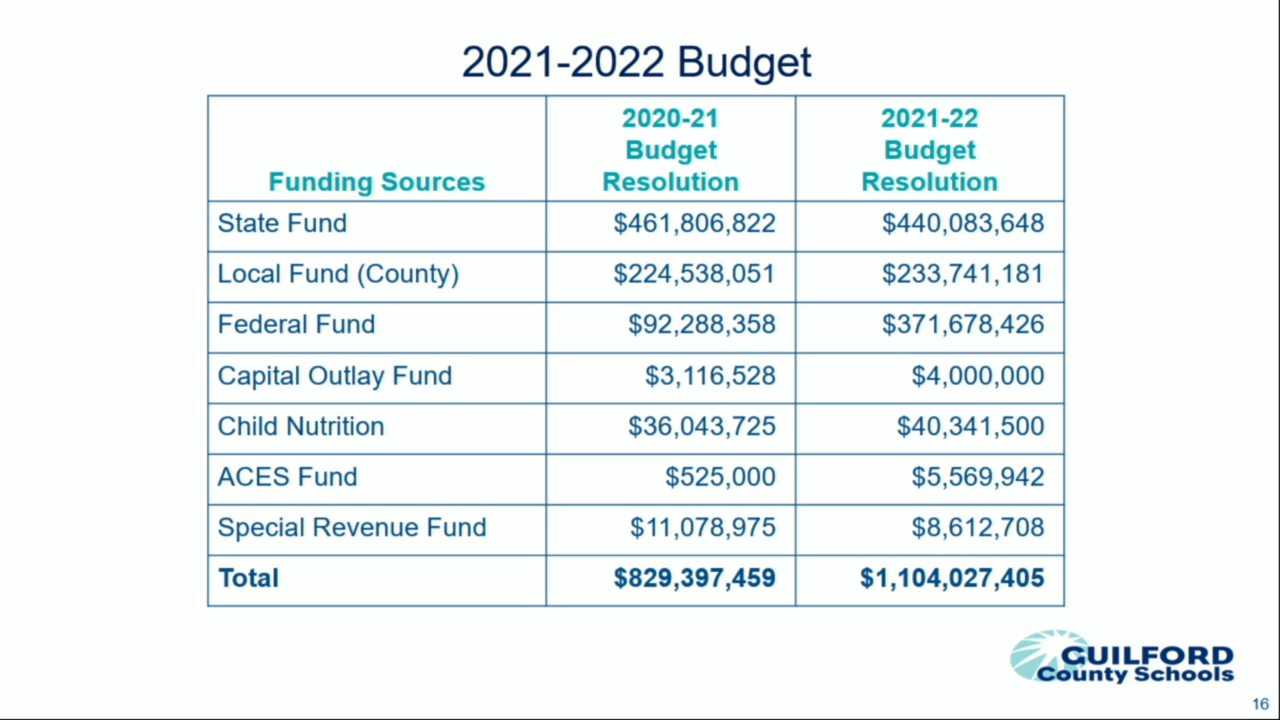 2021-2022 Budget
Funding Sources
2020-21
Budget
Resolution
2021-22
Budget
Resolution
State Fund $461,806,822 $440,083,648
Local Fund (County) $224,538,051 $233,741,181
Federal Fund $92,288,358 $371,678,426
Capital Outlay Fund $3,116,528 $4,000,000
Child Nutrition $36,043,725 $40,341,500
ACES Fund $525,000 $5,569,942
Special Revenue Fund $11,078,975 $8,612,708
Total $829,397,459 $1,104,027,405
GUILFORD
County Schools
16